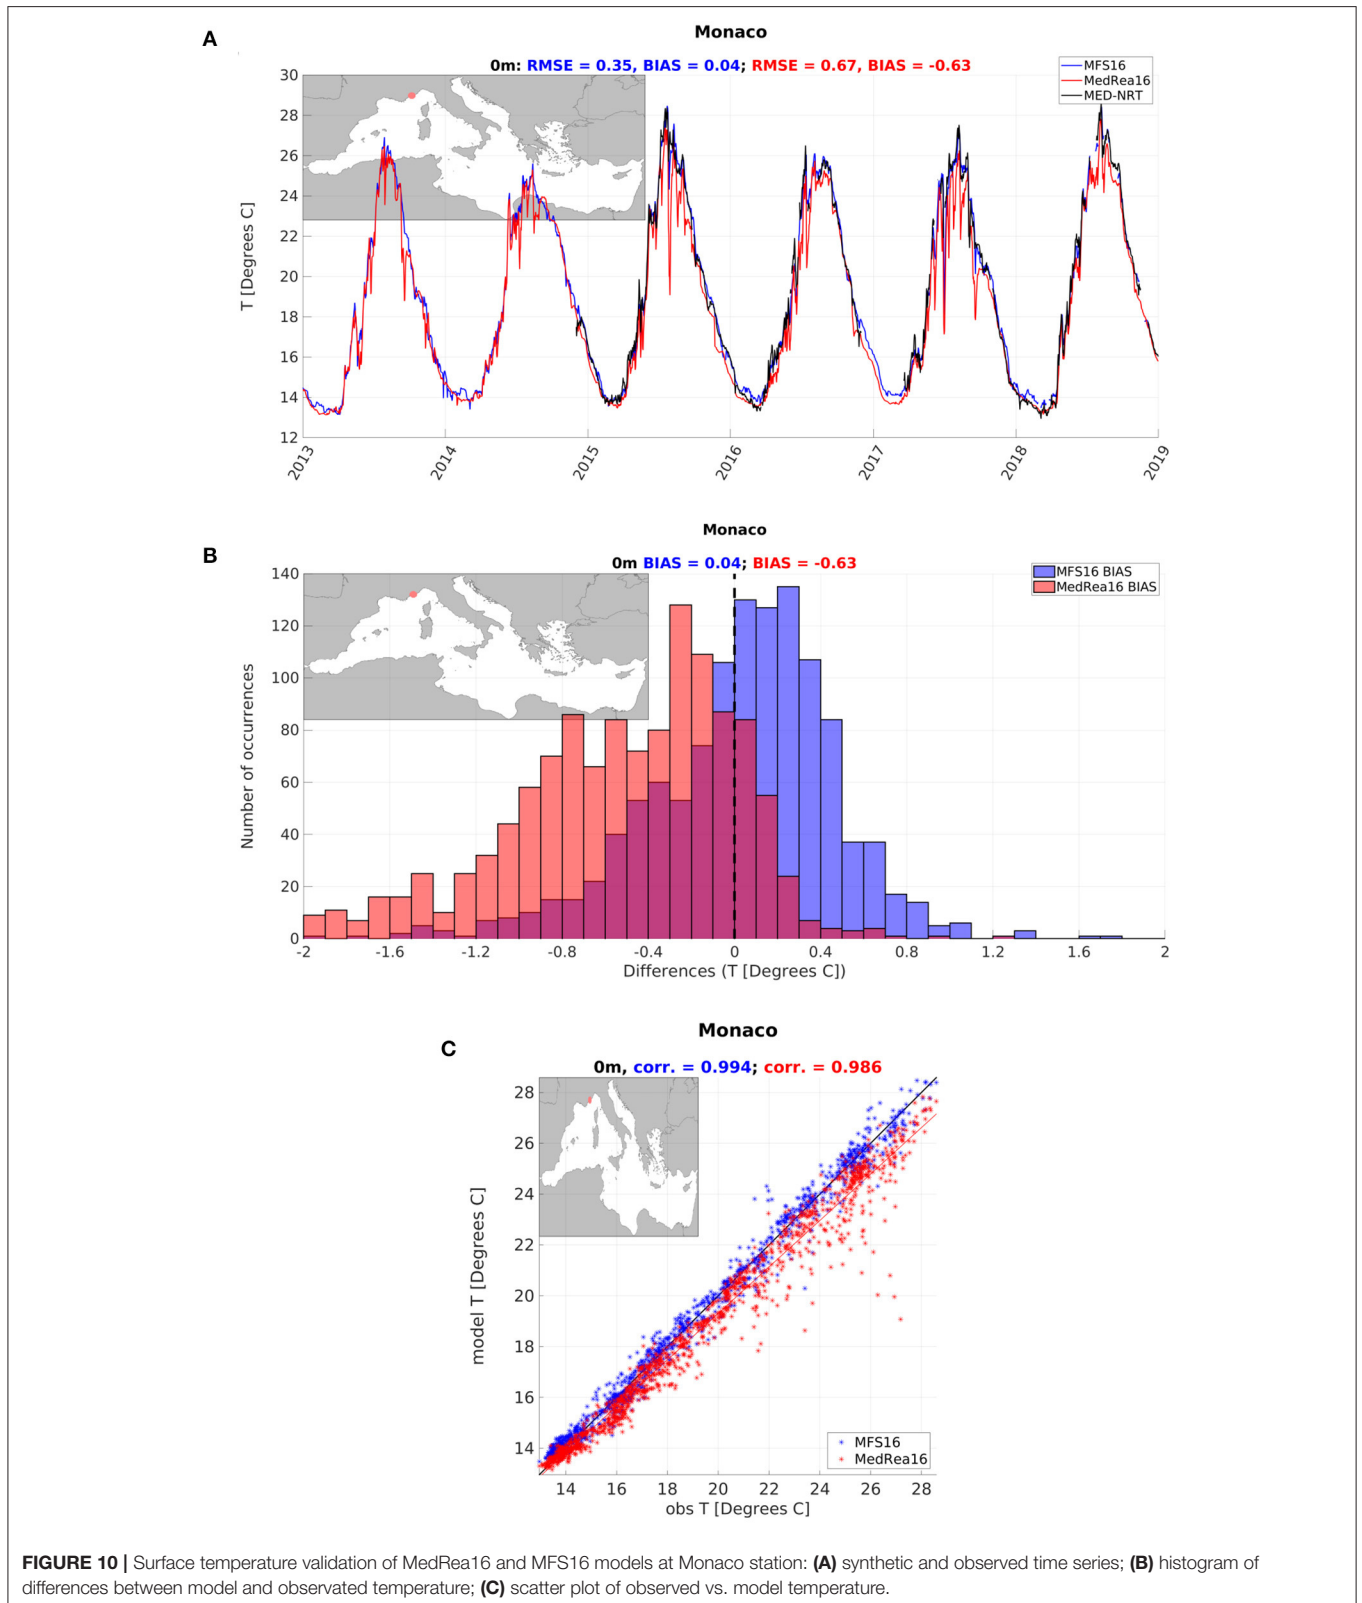 A
Monaco
0m: RMSE = 0.35, BIAS = 0.04; RMSE = 0.67, BIAS = -0.63
MFS16
MedRea16
MED-NRT
T [Degrees C]
30
28
26
24
22
20
18
16
14
12
2013
2014
2015
2016
2017
2018
2019
B
Monaco
0m BIAS = 0.04; BIAS = -0.63
MFS16 BIAS
MedRea16 BIAS
Number of occurrences
140
120
100
80
60
40
20
0
-2
-1.6
-1.2
-0.8
-0.4
0
0.4
0.8
1.2
1.6
2
Differences (T [Degrees C])
C
Monaco
0m, corr. = 0.994; corr. = 0.986
model T [Degrees C]
28
26
24
22
20
18
16
14
MFS16
MedRea16
14
16
18
20
22
24
26
28
obs T [Degrees C]
FIGURE 10 | Surface temperature validation of MedRea16 and MFS16 models at Monaco station: (A) synthetic and observed time series; (B) histogram of
differences between model and observated temperature; (C) scatter plot of observed vs. model temperature.